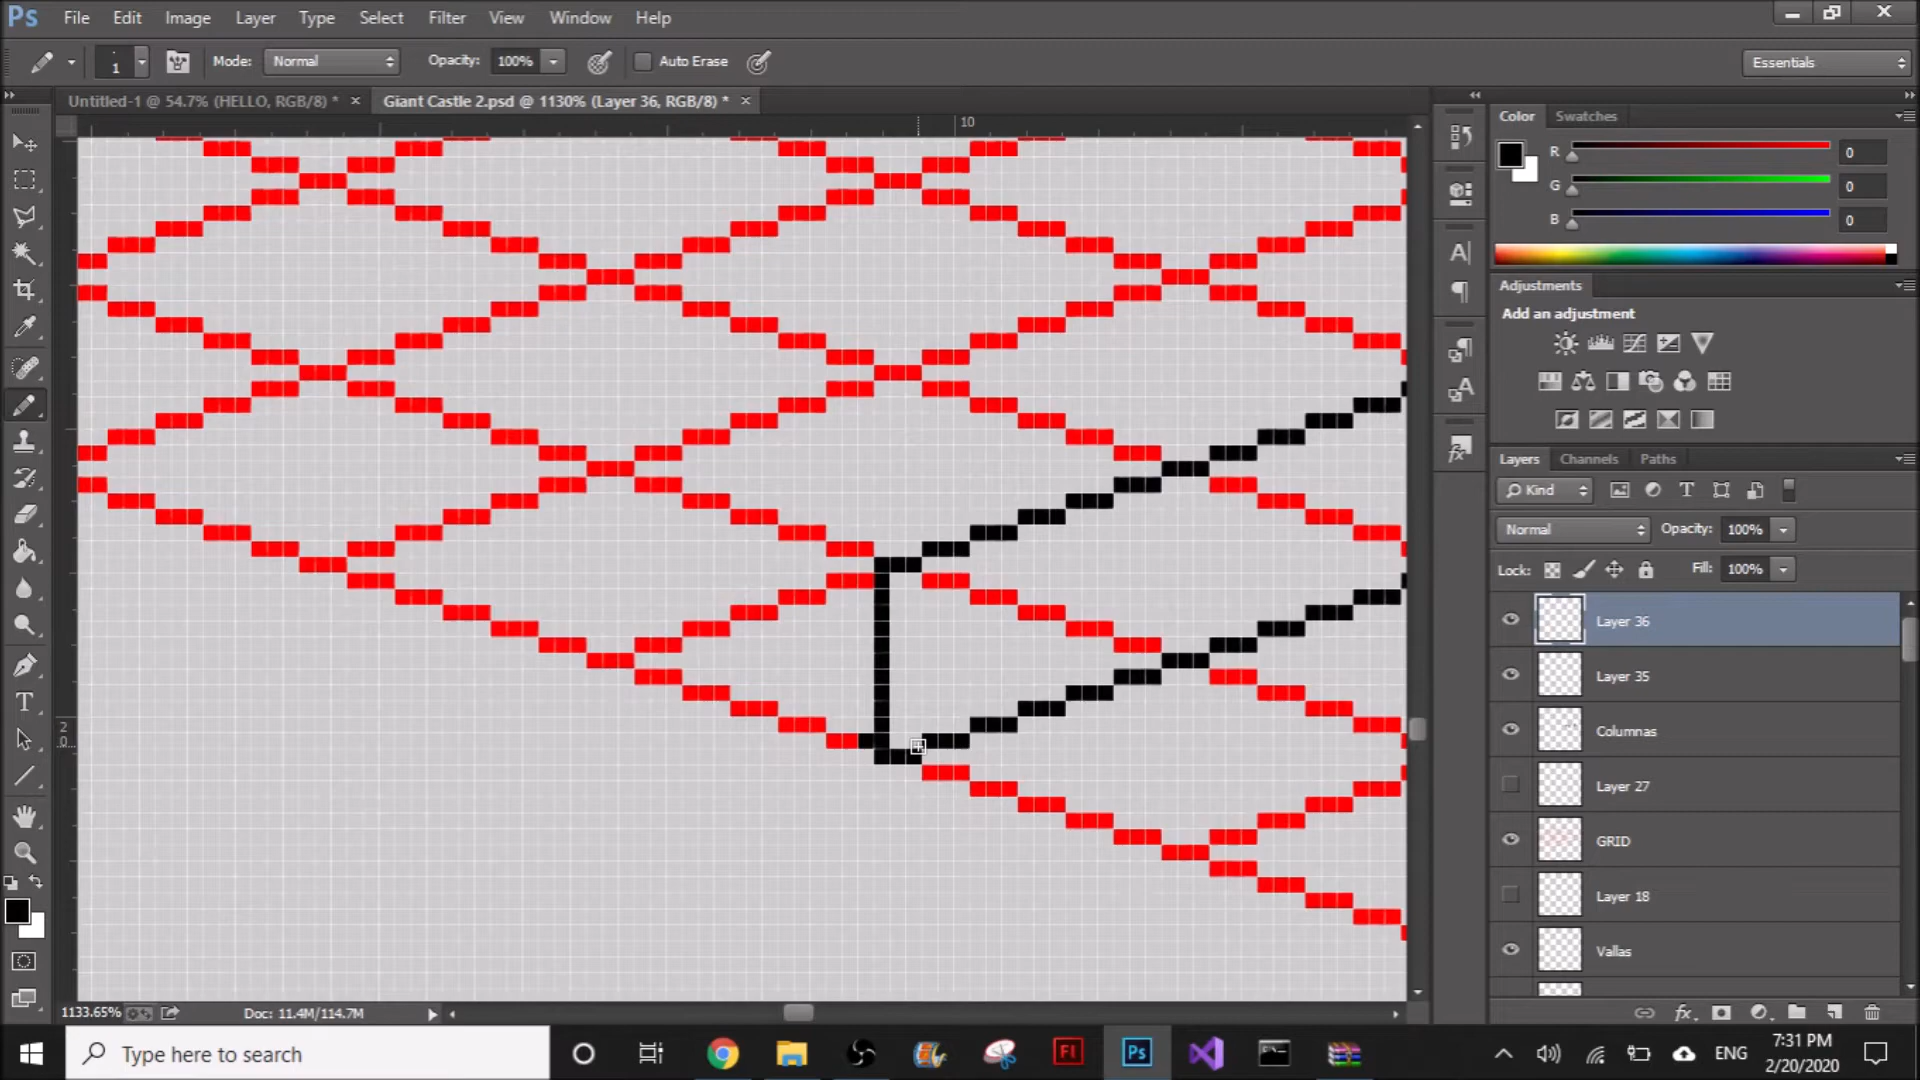 Ps File Edit Image Layer Type Select Filter View Window Help
1 Mode: Normal Opacity: 100% Auto Erase Essentials
Untitled-1 @ 54.7% (HELLO, RGB/8) * × Giant Castle 2.psd @ 1130% (Layer 36, RGB/8) * ×
10
20
Color Swatches
R 0
G 0
B 0
Adjustments
Add an adjustment
Layers Channels Paths
Kind
Normal Opacity: 100%
Lock: Fill: 100%
Layer 36
Layer 35
Columnas
Layer 27
GRID
Layer 18
Vallas
1133.65% Doc: 11.4M/114.7M
Type here to search
Fl Ps ENG 7:31 PM
2/20/2020